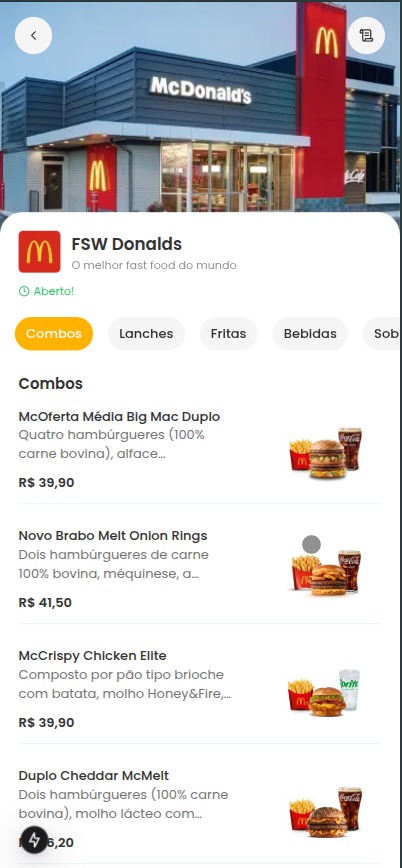 McDonald's
McCafé
FSW Donalds
O melhor fast food do mundo
Aberto!
Combos Lanches Fritas Bebidas Sob
Combos
McOferta Média Big Mac Duplo
Quatro hambúrgueres (100%
carne bovina), alface...
R$ 39,90
Novo Brabo Melt Onion Rings
Dois hambúrgueres de carne
100% bovina, méquinese, a...
R$ 41,50
McCrispy Chicken Elite
Composto por pão tipo brioche
com batata, molho Honey&Fire,...
R$ 39,90
Duplo Cheddar McMelt
Dois hambúrgueres (100% carne
bovina), molho lácteo com...
6,20